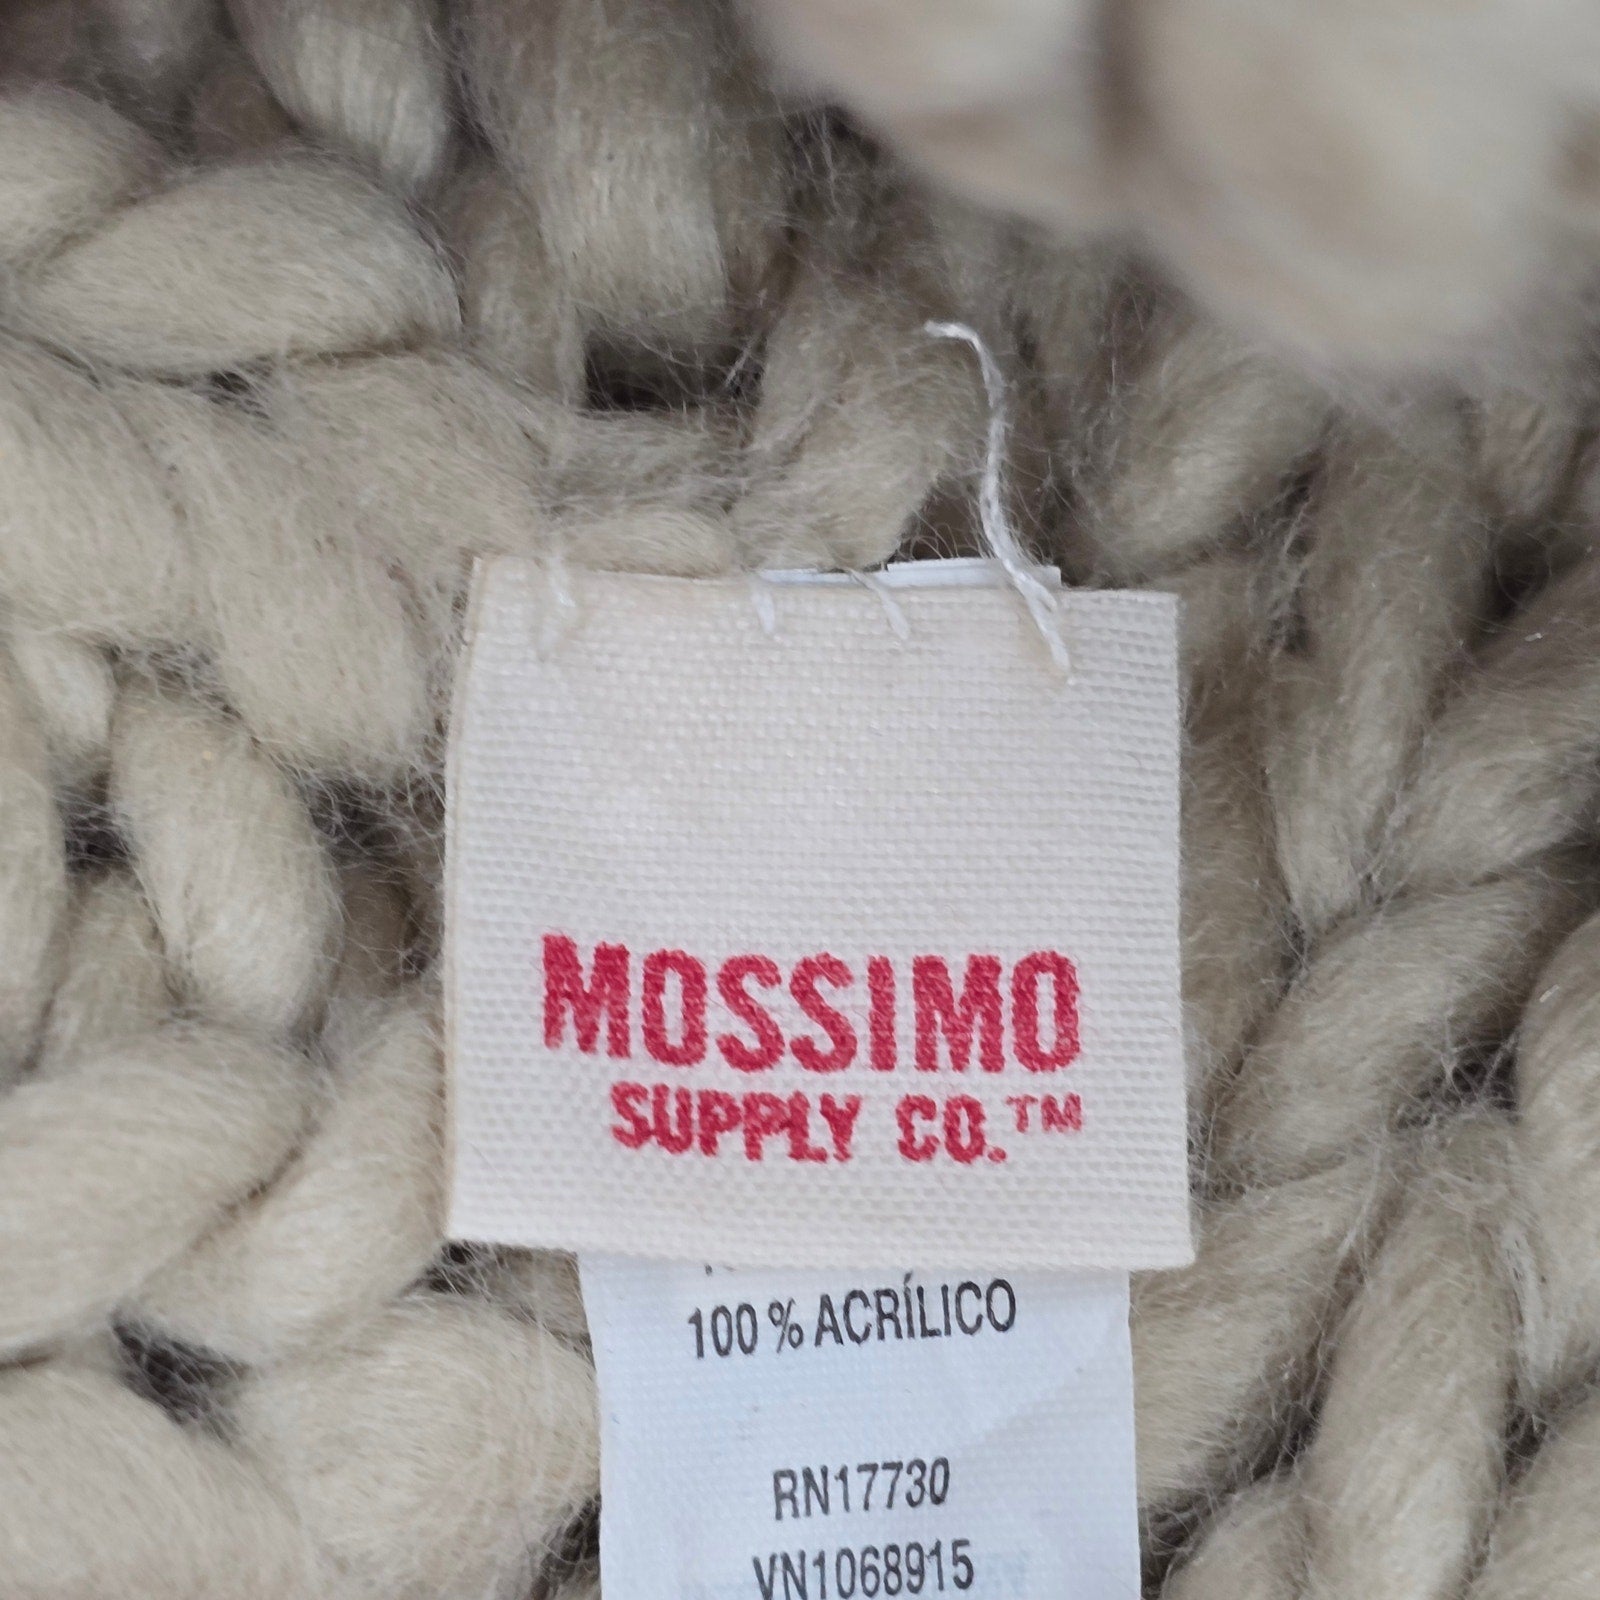 MOSSIMO
SUPPLY CO.™
100 % ACRÍLICO
RN17730
VN1068915